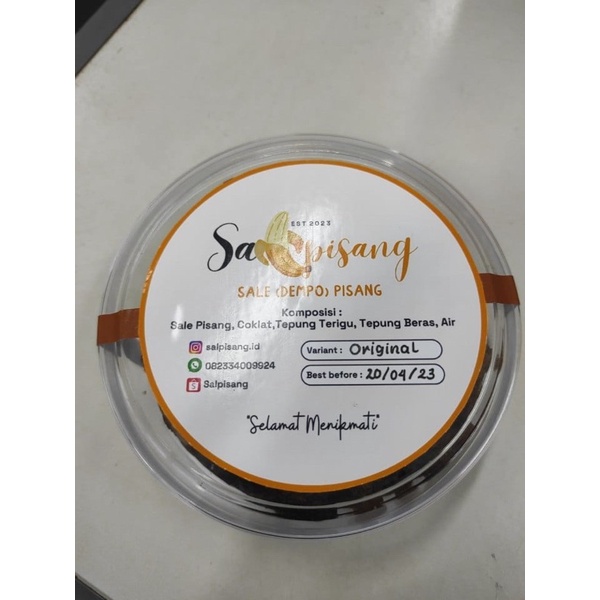 EST 2023
Salpisang
SALE (DEMPO) PISANG
Komposisi :
Sale Pisang, Coklat,Tepung Terigu, Tepung Beras, Air
salpisang.id
082334009924
Salpisang
Variant : Original
Best before : 20/04/23
"Selamat Menikmati"